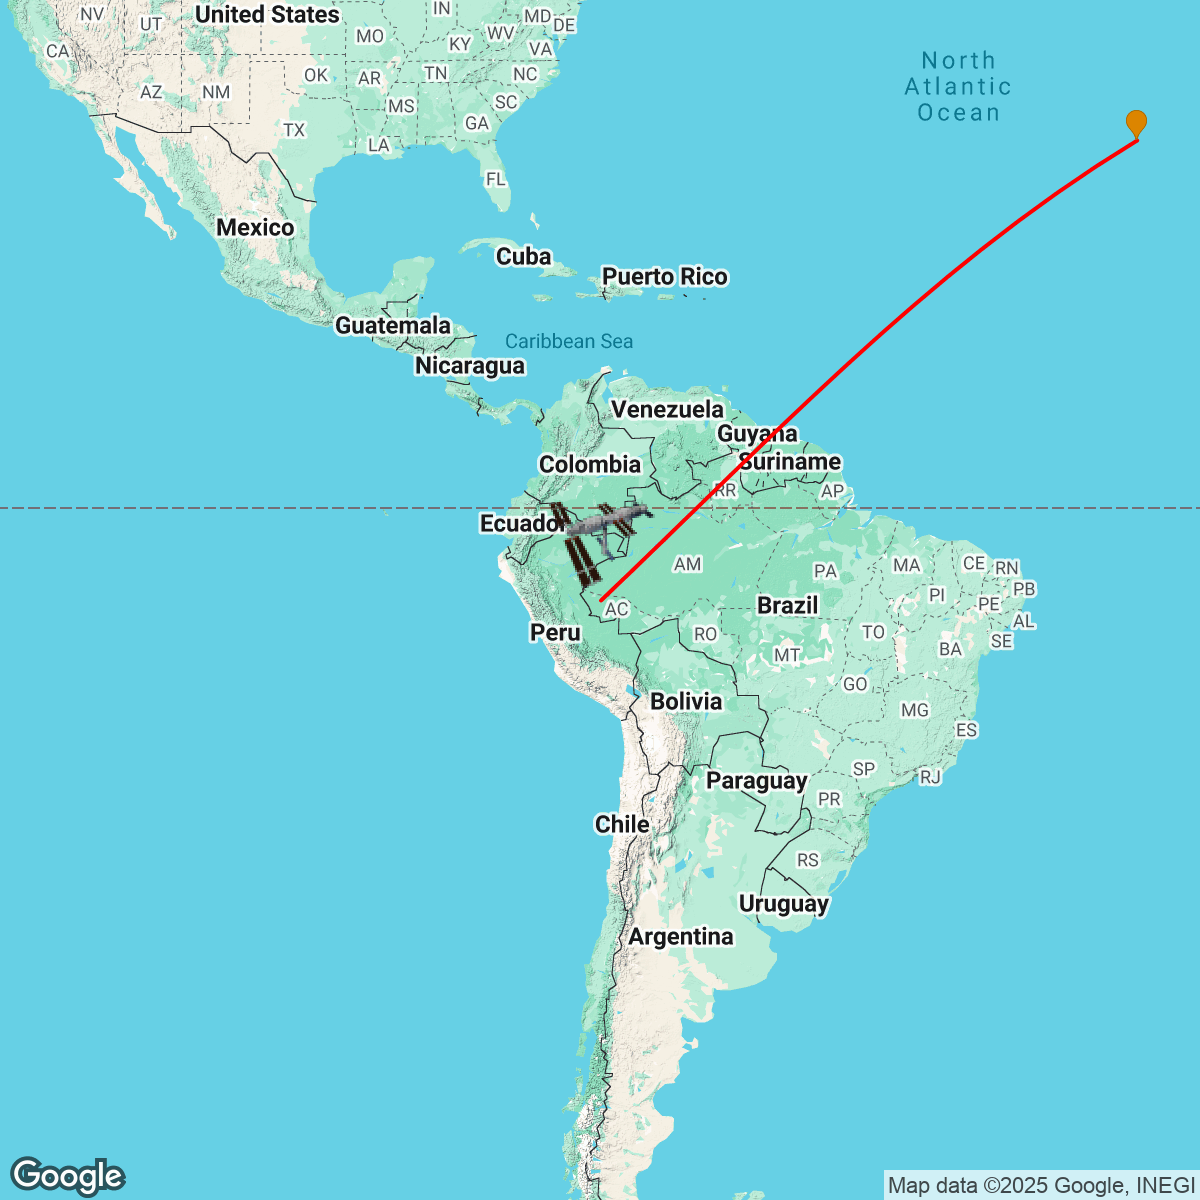 United States
NV
UT
CA
AZ
NM
IN
MO
KY
WV
MD
DE
VA
OK
AR
TN
NC
MS
SC
TX
LA
GA
FL
North
Atlantic
Ocean
Mexico
Cuba
Puerto Rico
Guatemala
Caribbean Sea
Nicaragua
Venezuela
Guyana
Colombia
Suriname
RR
AP
Ecuador
AM
PA
MA
CE
RN
PB
PI
PE
AL
AC
Brazil
Peru
RO
TO
SE
BA
MT
GO
Bolivia
MG
ES
SP
RJ
Paraguay
PR
Chile
RS
Uruguay
Argentina
Google
Map data ©2025 Google, INEGI